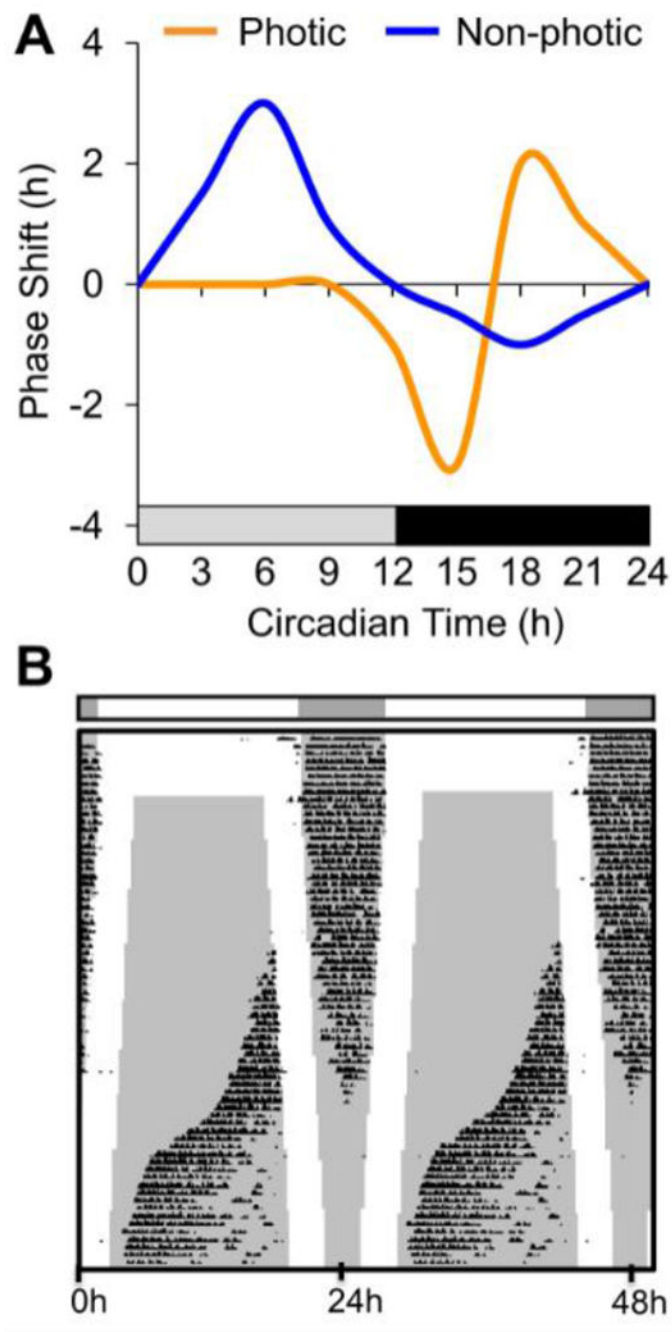 A
Photic Non-photic
4
2
0
-2
-4
Phase Shift (h)
0 3 6 9 12 15 18 21 24
Circadian Time (h)
B
0h 24h 48h